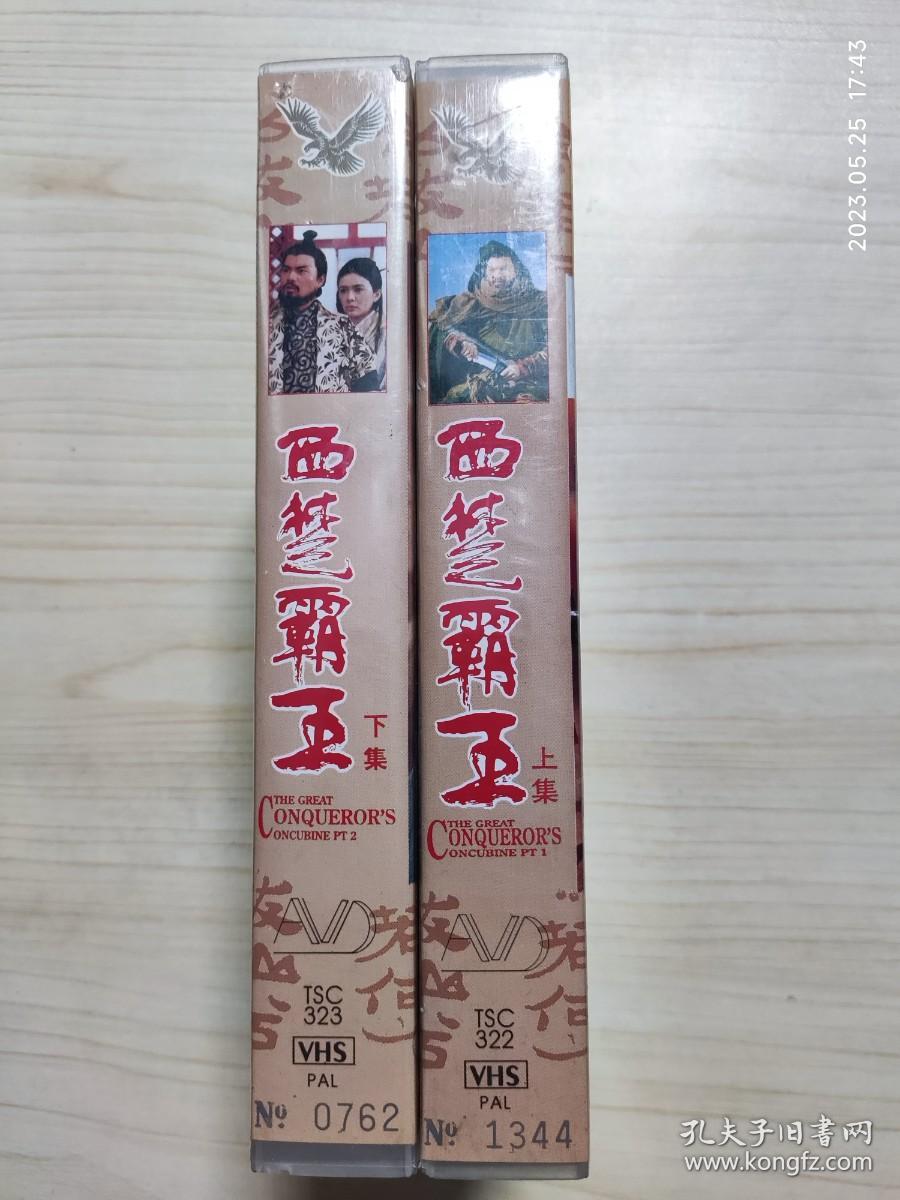 西楚霸王
下集
THE GREAT
CONQUEROR'S
CONCUBINE PT 2
AVD
TSC
323
VHS
PAL
No 0762
西楚霸王
上集
THE GREAT
CONQUEROR'S
CONCUBINE PT 1
AVD
TSC
322
VHS
PAL
No 1344
2023.05.25 17:43
孔夫子旧书网
www.kongfz.com